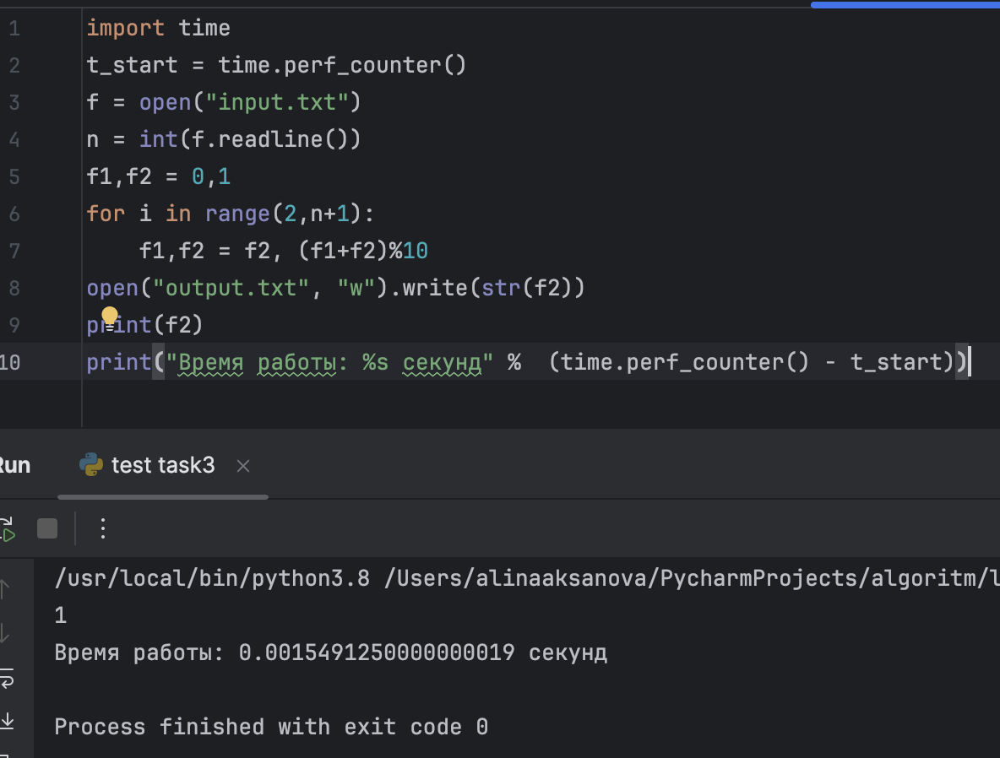 1 import time
2 t_start = time.perf_counter()
3 f = open("input.txt")
4 n = int(f.readline())
5 f1,f2 = 0,1
6 for i in range(2,n+1):
7     f1,f2 = f2, (f1+f2)%10
8 open("output.txt", "w").write(str(f2))
9 print(f2)
10 print("Время работы: %s секунд" %  (time.perf_counter() - t_start))
Run test task3
/usr/local/bin/python3.8 /Users/alinaaksanova/PycharmProjects/algoritm/l
1
Время работы: 0.0015491250000000019 секунд
Process finished with exit code 0